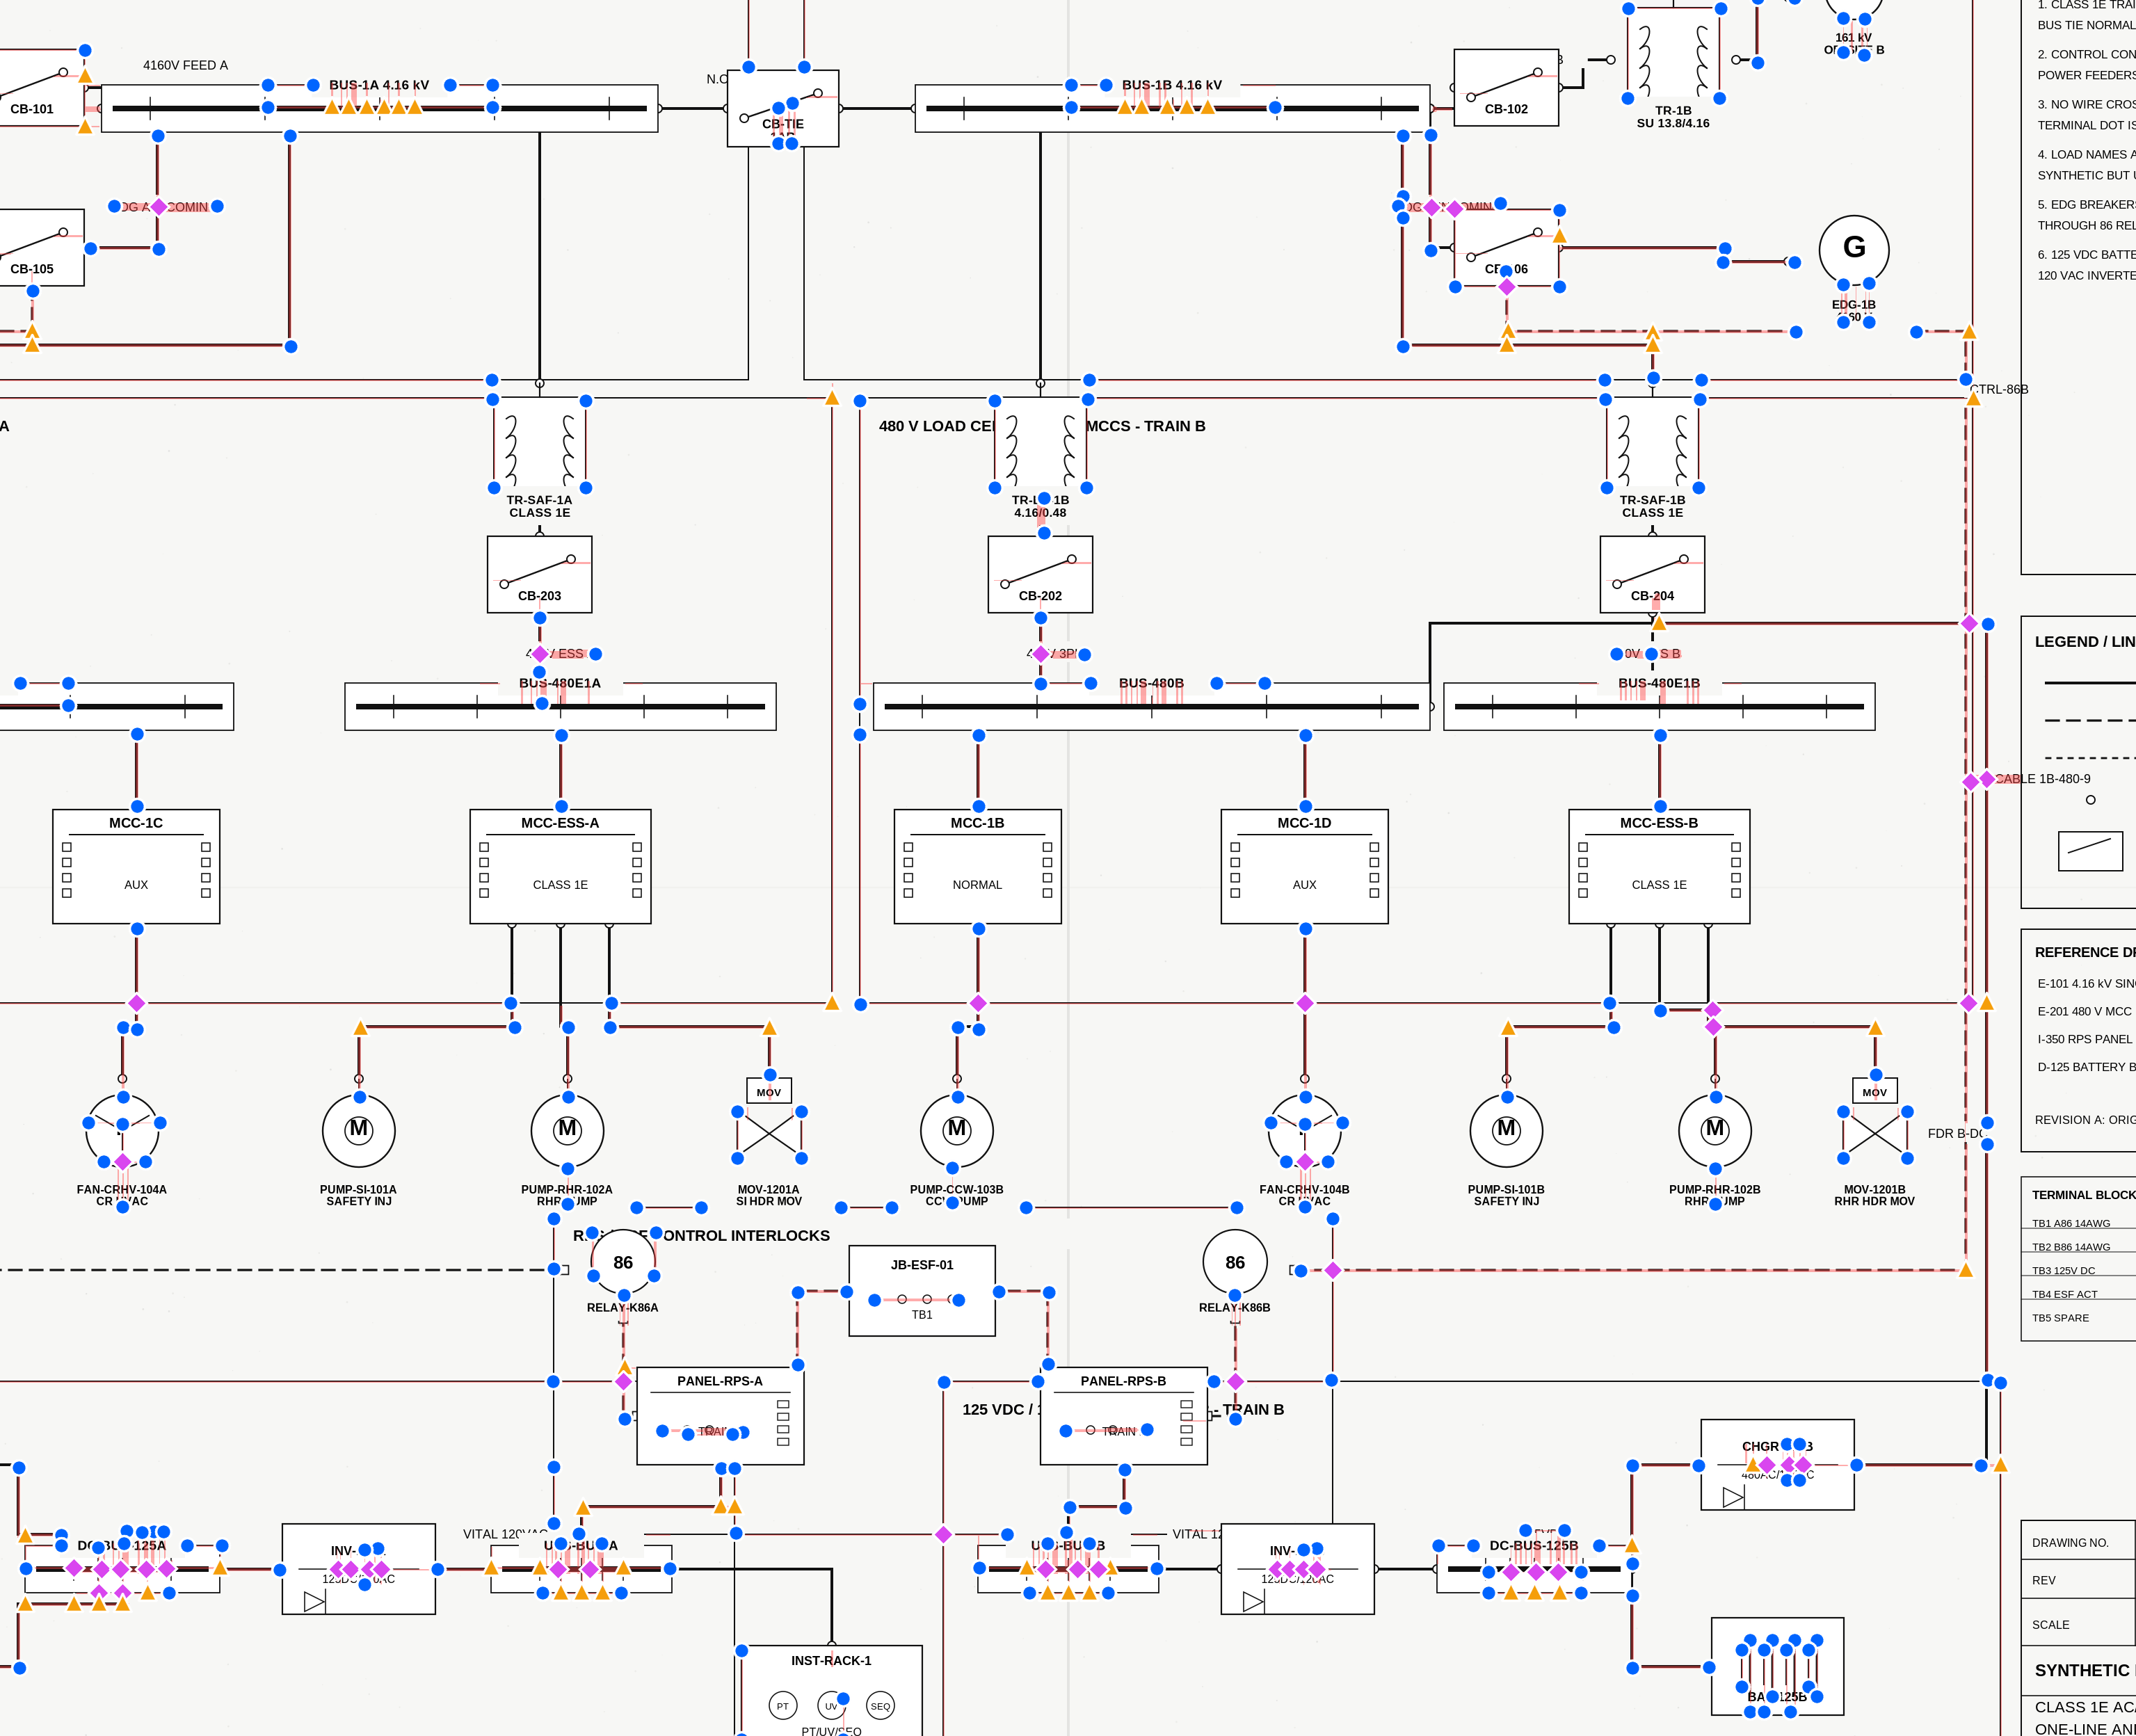 161 kV
4160V FEED A
BUS-1A 4.16 kV
BUS-1B 4.16 kV
CB-101
CB-TIE
CB-102
TR-1B
SU 13.8/4.16
1. CLASS 1E TRAI
BUS TIE NORMAL
2. CONTROL CON
POWER FEEDERS
3. NO WIRE CROS
TERMINAL DOT IS
4. LOAD NAMES A
SYNTHETIC BUT U
5. EDG BREAKERS
THROUGH 86 REL
6. 125 VDC BATTE
120 VAC INVERTE
CB-105
G
EDG-1B
CTRL-86B
A
480 V LOAD CE
MCCS - TRAIN B
TR-SAF-1A
CLASS 1E
4.16/0.48
TR-SAF-1B
CLASS 1E
CB-203
CB-202
CB-204
LEGEND / LIN
BUS-480E1A
BUS-480B
BUS-480E1B
CABLE 1B-480-9
MCC-1C
AUX
MCC-ESS-A
CLASS 1E
MCC-1B
NORMAL
MCC-1D
AUX
MCC-ESS-B
CLASS 1E
REFERENCE DR
E-101 4.16 kV SING
E-201 480 V MCC
I-350 RPS PANEL
D-125 BATTERY B
REVISION A: ORIG
MOV
MOV
M
M
M
M
M
FDR B-DC
FAN-CRHV-104A
PUMP-SI-101A
SAFETY INJ
PUMP-RHR-102A
MOV-1201A
SI HDR MOV
PUMP-CCW-103B
FAN-CRHV-104B
PUMP-SI-101B
SAFETY INJ
PUMP-RHR-102B
MOV-1201B
RHR HDR MOV
TERMINAL BLOCK
TB1 A86 14AWG
TB2 B86 14AWG
TB3 125V DC
TB4 ESF ACT
TB5 SPARE
ONTROL INTERLOCKS
86
RELAY-K86A
JB-ESF-01
TB1
86
RELAY-K86B
PANEL-RPS-A
PANEL-RPS-B
TRAIN
125 VDC / 1
- TRAIN B
VITAL 120VAC
VITAL 12
INV-
INV-
125DC/120AC
DC-BUS-125B
DRAWING NO.
REV
SCALE
INST-RACK-1
PT
UV
SEQ
PT/UV/SEQ
SYNTHETIC
CLASS 1E AC/
ONE-LINE AN